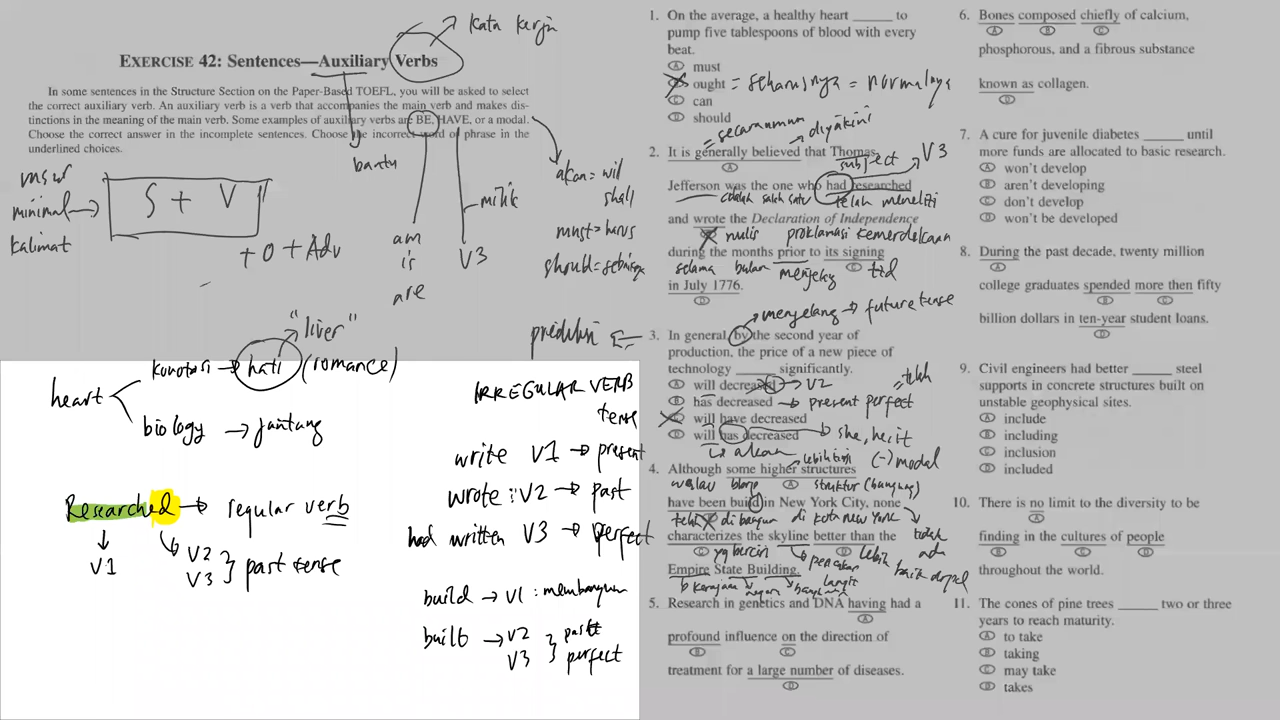 kata kerja
EXERCISE 42: Sentences—Auxiliary Verbs
In some sentences in the Structure Section on the Paper-Based TOEFL, you will be asked to select
the correct auxiliary verb. An auxiliary verb is a verb that accompanies the main verb and makes dis-
tinctions in the meaning of the main verb. Some examples of auxiliary verbs are BE, HAVE, or a modal.
Choose the correct answer in the incomplete sentences. Choose the incorrect word or phrase in the
underlined choices.
bantu
akan = will
shall
must = harus
milik
V3
am
is
are
minimal
kalimat
S + V
+ O + Adv
"liver"
hati (romance)
heart
biology → jantung
Researched → regular verb
V1
V2
V3 } past tense
IRREGULAR VERB
tense
write V1 → present
wrote : V2 → past
had written V3 → perfect
build → V1 : membangun
built → V2 } past
V3 } perfect
1. On the average, a healthy heart ______ to
pump five tablespoons of blood with every
beat.
A must
B ought = seharusnya = normalnya
C can
D should
= secara umum → diyakini
2. It is generally believed that Thomas
A
subject V3
Jefferson was the one who had researched
adalah salah satu telah meneliti
and wrote the Declaration of Independence
nulis proklamasi kemerdekaan
during the months prior to its signing
C
selama bulan menjelang ttd
in July 1776.
D
menjelang → future tense
3. In general, by the second year of
production, the price of a new piece of
technology ______ significantly.
A will decreased → V2
B has decreased → present perfect
C will have decreased
D will has decreased → she, he, it
akan (-) modal
4. Although some higher structures
A
struktur
have been build in New York City, none
dibangun di kota new York tidak
ada
characterizes the skyline better than the
C D
lebih
Empire State Building.
5. Research in genetics and DNA having had a
A
profound influence on the direction of
B C
treatment for a large number of diseases.
D
6. Bones composed chiefly of calcium,
A B C
phosphorous, and a fibrous substance
known as collagen.
D
7. A cure for juvenile diabetes ______ until
more funds are allocated to basic research.
A won't develop
B aren't developing
C don't develop
D won't be developed
8. During the past decade, twenty million
A
college graduates spended more then fifty
B C
billion dollars in ten-year student loans.
D
9. Civil engineers had better ______ steel
supports in concrete structures built on
unstable geophysical sites.
A include
B including
C inclusion
D included
10. There is no limit to the diversity to be
A
finding in the cultures of people
B C D
throughout the world.
11. The cones of pine trees ______ two or three
years to reach maturity.
A to take
B taking
C may take
D takes